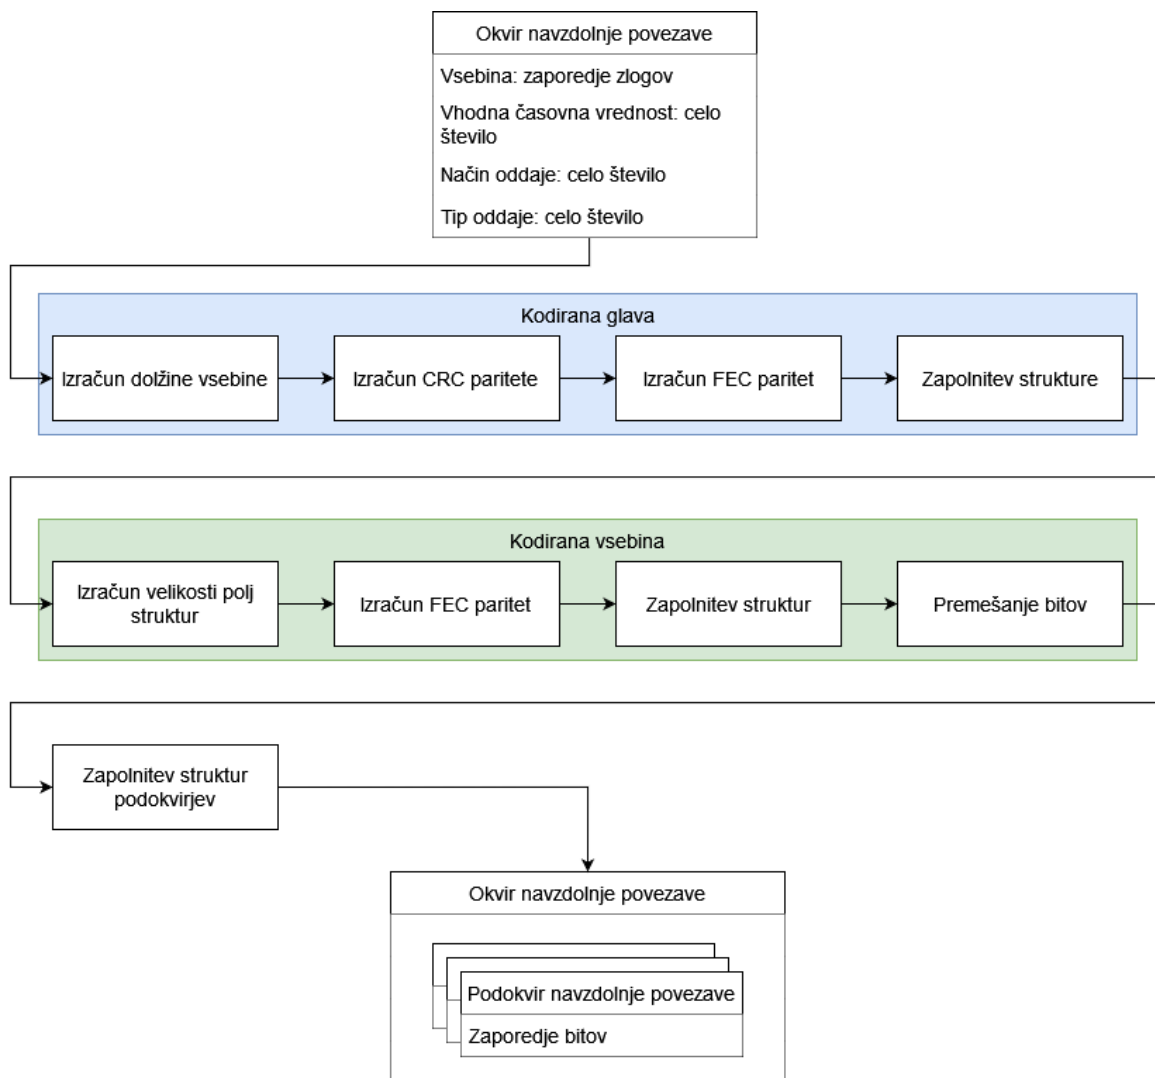 Okvir navzdolnje povezave
Vsebina: zaporedje zlogov
Vhodna časovna vrednost: celo
število
Način oddaje: celo število
Tip oddaje: celo število
Kodirana glava
Izračun dolžine vsebine
Izračun CRC paritete
Izračun FEC paritet
Zapolnitev strukture
Kodirana vsebina
Izračun velikosti polj
struktur
Izračun FEC paritet
Zapolnitev struktur
Premešanje bitov
Zapolnitev struktur
podokvirjev
Okvir navzdolnje povezave
Podokvir navzdolnje povezave
Zaporedje bitov